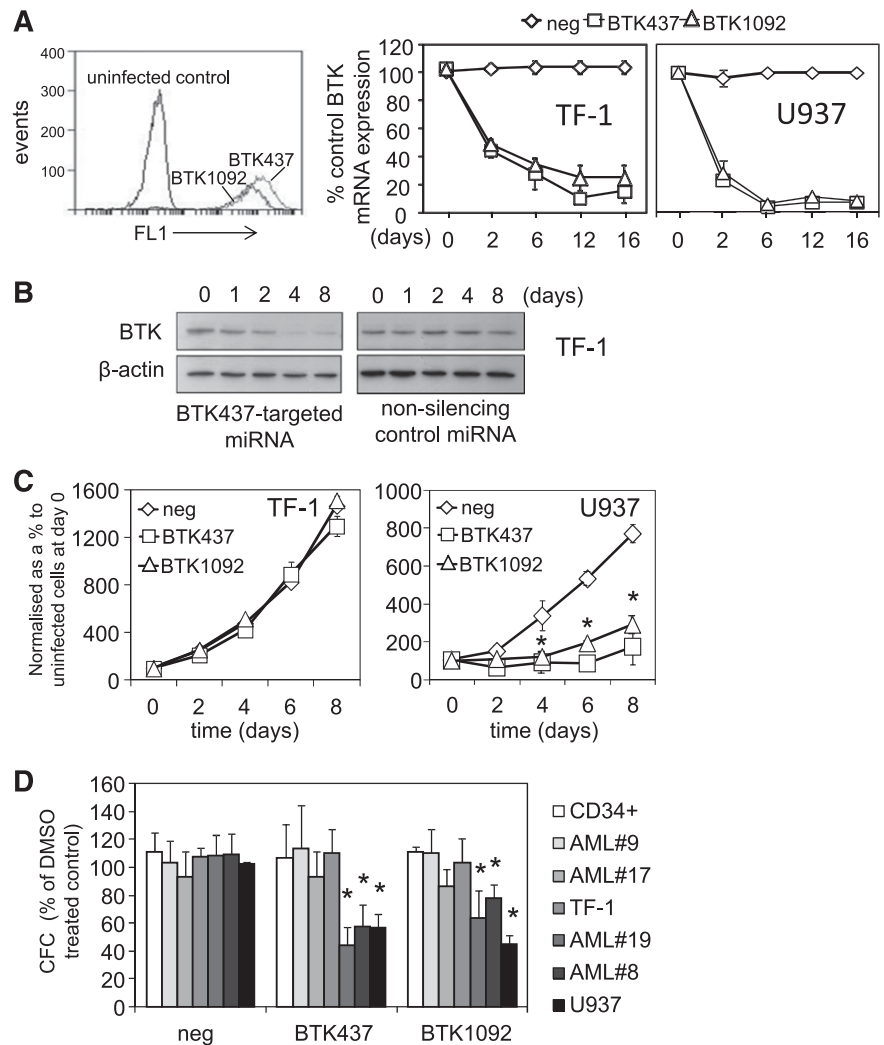 A
neg BTK437 BTK1092
400
300
200
100
events
uninfected control
BTK437
BTK1092
FL1
% control BTK
mRNA expression
120
100
80
60
40
20
0
TF-1
U937
(days)
0 2 6 12 16
0 2 6 12 16
B
0 1 2 4 8
0 1 2 4 8 (days)
BTK
β-actin
TF-1
BTK437-targeted
miRNA
non-silencing
control miRNA
C
Normalised as a % to
uninfected cells at day 0
1600
1200
800
400
0
neg
BTK437
BTK1092
TF-1
0 2 4 6 8
time (days)
1000
800
600
400
200
0
neg
BTK437
BTK1092
U937
* * *
0 2 4 6 8
time (days)
D
CFC (% of DMSO
treated control)
160
140
120
100
80
60
40
20
0
* * *
* * *
neg
BTK437
BTK1092
CD34+
AML#9
AML#17
TF-1
AML#19
AML#8
U937